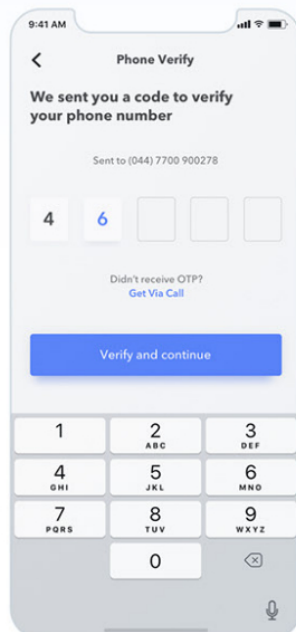 9:41 AM
Phone Verify
We sent you a code to verify
your phone number
Sent to (044) 7700 900278
4 6
Didn't receive OTP?
Get Via Call
Verify and continue
1 2 3
ABC DEF
4 5 6
GHI JKL MNO
7 8 9
PQRS TUV WXYZ
0